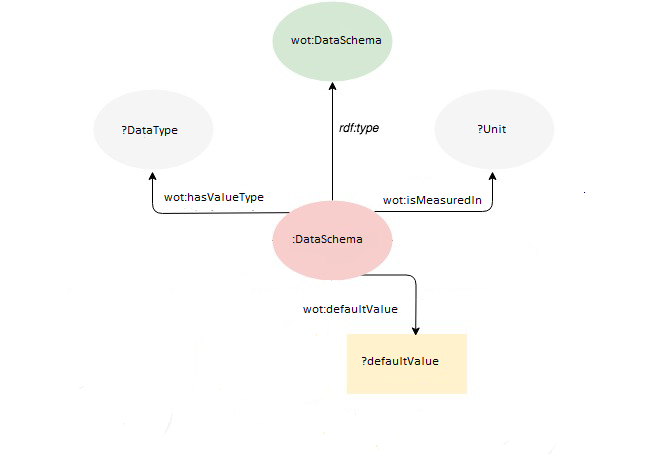 wot:DataSchema
?DataType
?Unit
rdf:type
wot:hasValueType
wot:isMeasuredIn
:DataSchema
wot:defaultValue
?defaultValue